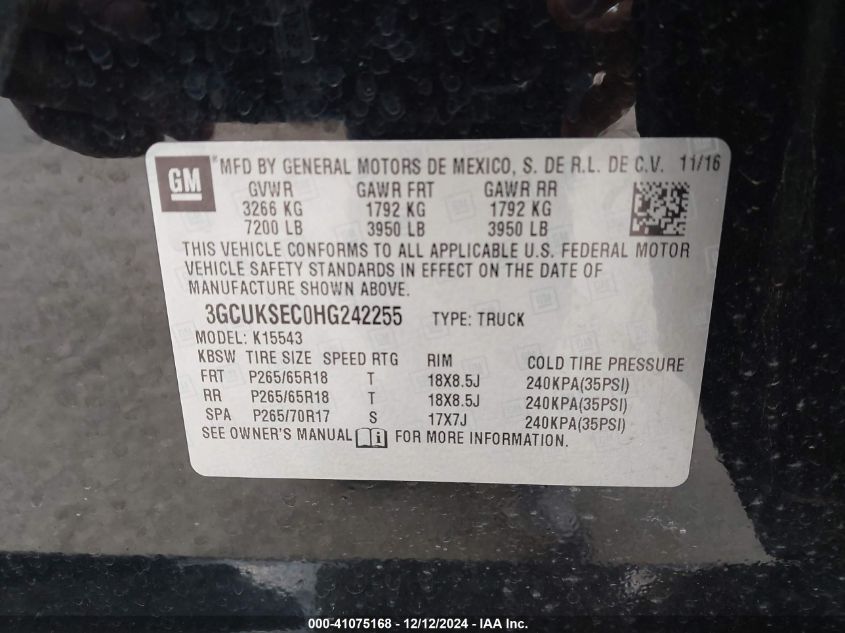 GM ® MFD BY GENERAL MOTORS DE MEXICO, S. DE R.L. DE C.V. 11/16
GVWR GAWR FRT GAWR RR
3266 KG 1792 KG 1792 KG
7200 LB 3950 LB 3950 LB
THIS VEHICLE CONFORMS TO ALL APPLICABLE U.S. FEDERAL MOTOR
VEHICLE SAFETY STANDARDS IN EFFECT ON THE DATE OF
MANUFACTURE SHOWN ABOVE.
3GCUKSEC0HG242255 TYPE: TRUCK
MODEL: K15543
KBSW TIRE SIZE SPEED RTG RIM COLD TIRE PRESSURE
FRT P265/65R18 T 18X8.5J 240KPA(35PSI)
RR P265/65R18 T 18X8.5J 240KPA(35PSI)
SPA P265/70R17 S 17X7J 240KPA(35PSI)
SEE OWNER'S MANUAL FOR MORE INFORMATION.
000-41075168 - 12/12/2024 - IAA Inc.